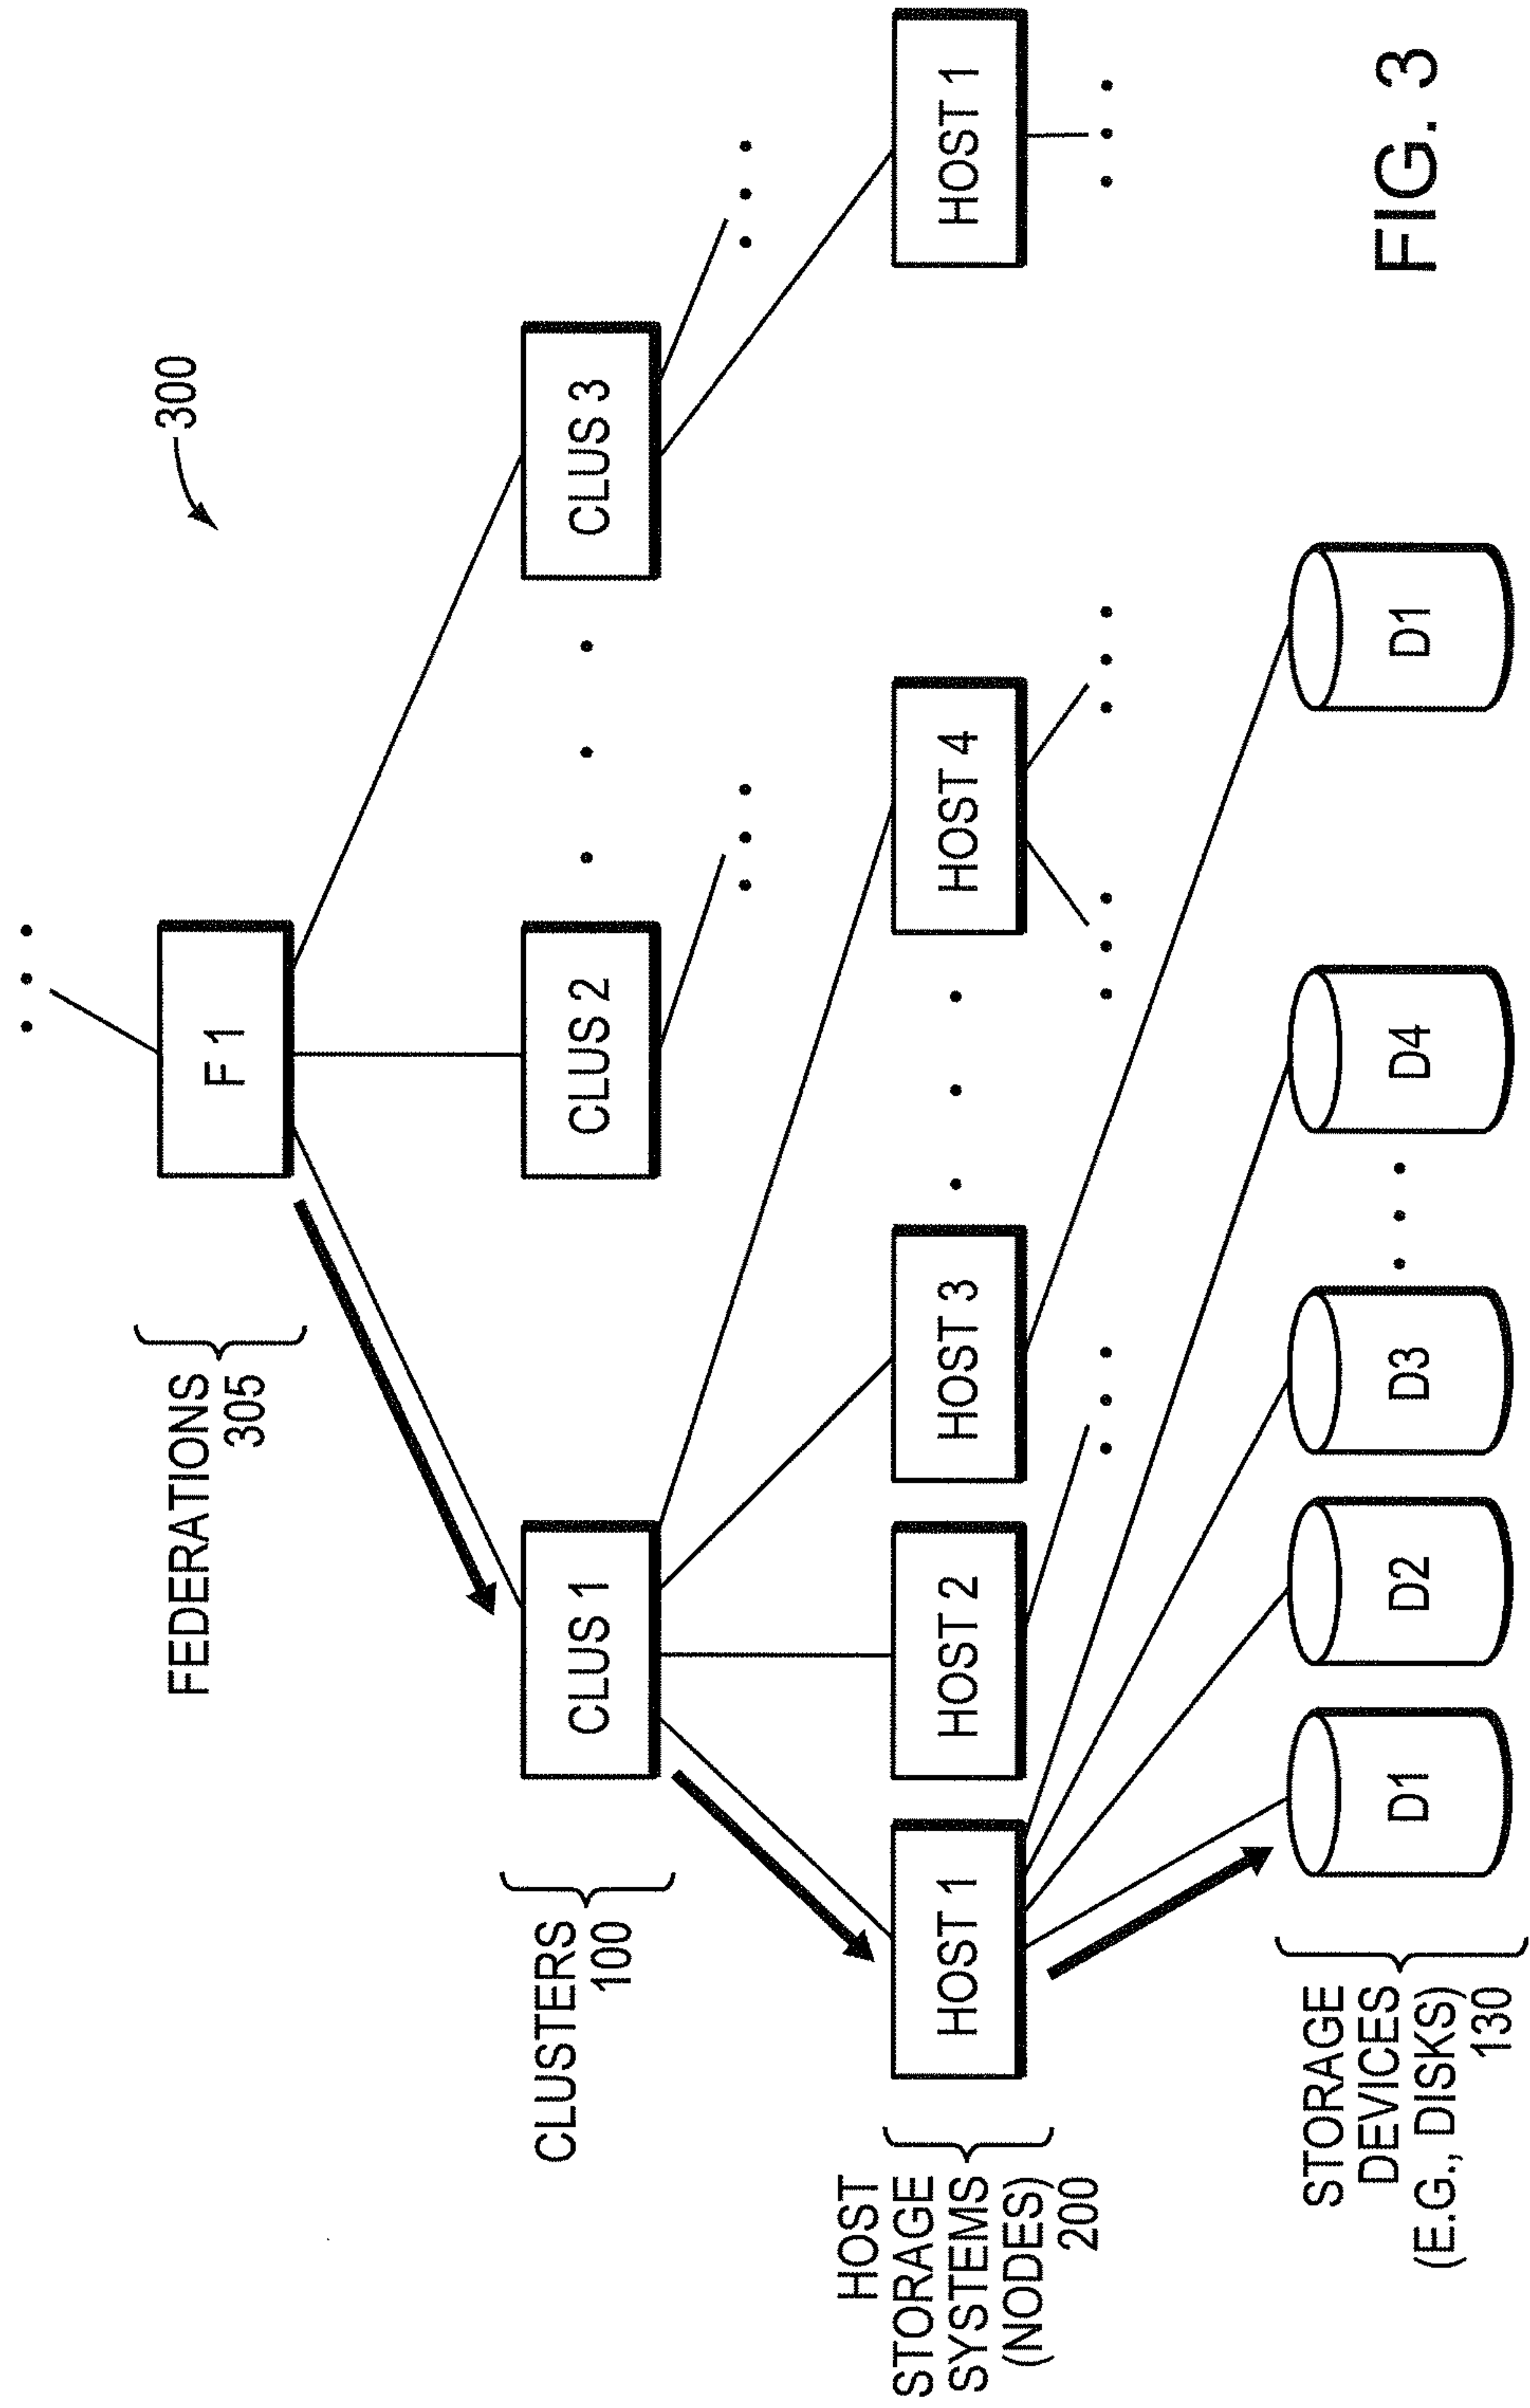 300
FEDERATIONS
305
F 1
CLUSTERS
100
CLUS 1
CLUS 2
CLUS 3
HOST
STORAGE
SYSTEMS
(NODES)
200
HOST 1
HOST 2
HOST 3
HOST 4
HOST 1
STORAGE
DEVICES
(E.G., DISKS)
130
D1
D2
D3
D4
D1
FIG. 3